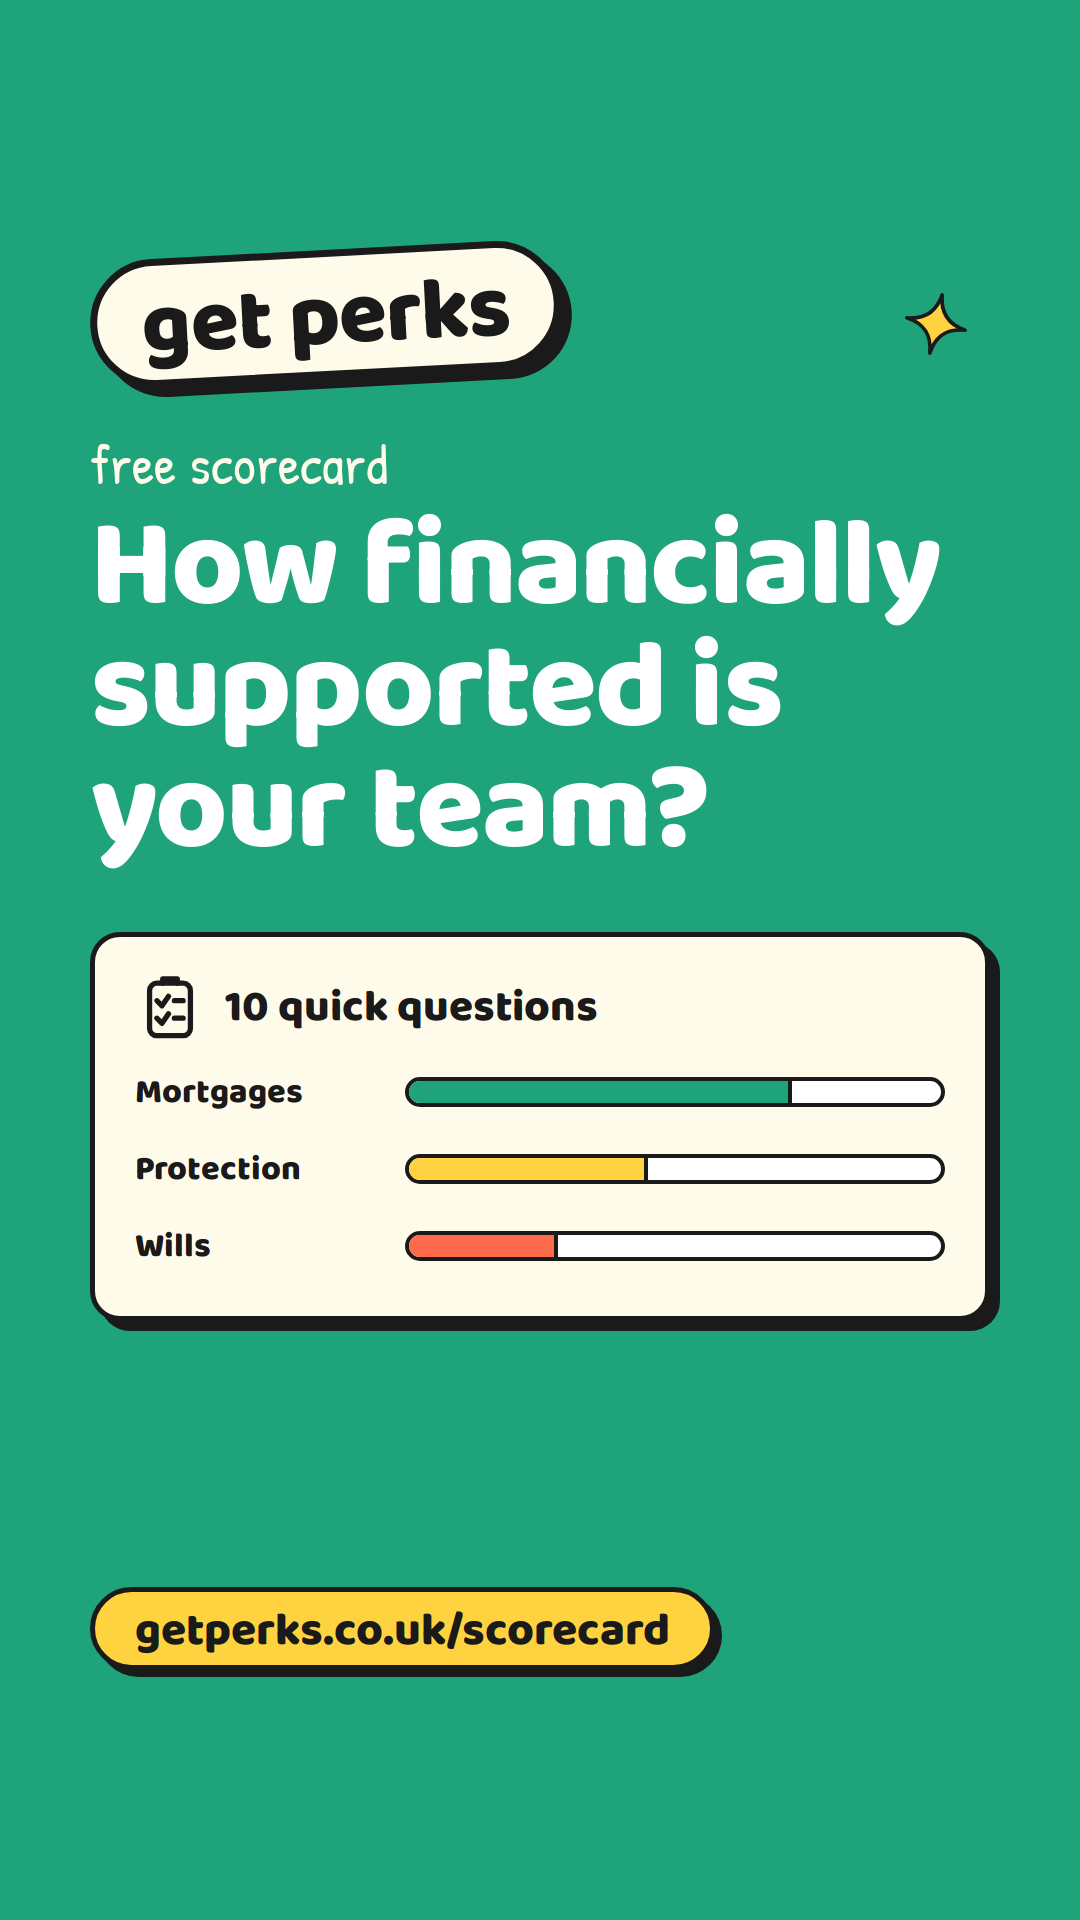 get perks
free scorecard
How financially
supported is
your team?
10 quick questions
Mortgages
Protection
Wills
getperks.co.uk/scorecard